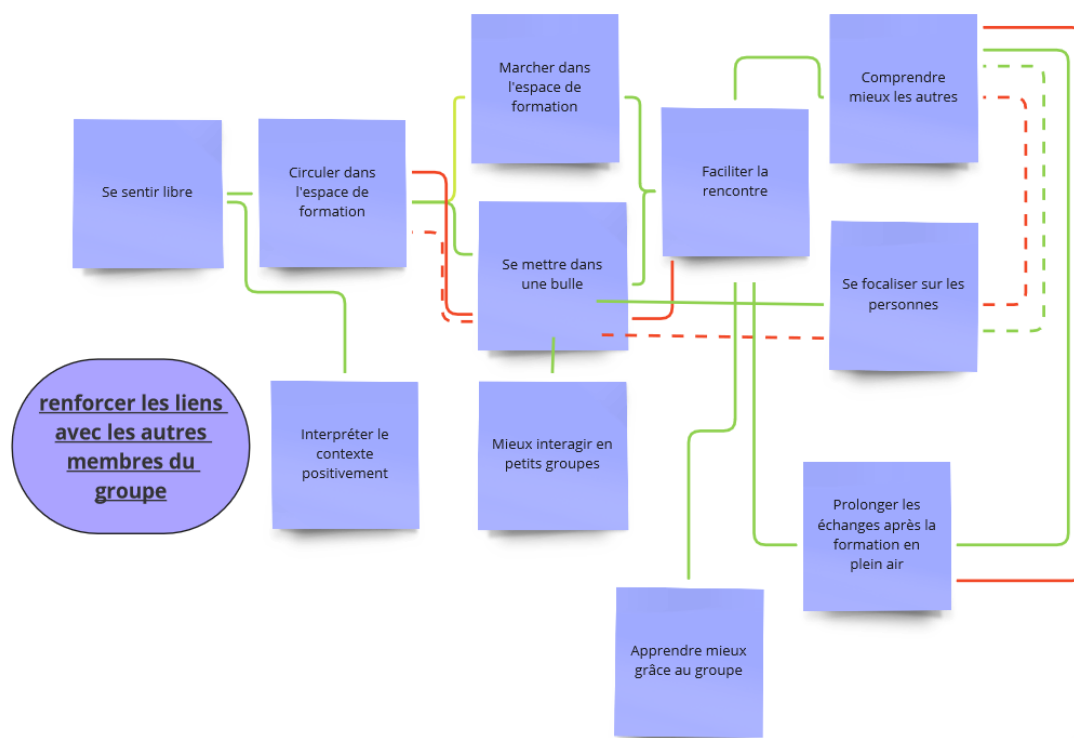 Marcher dans
l'espace de
formation
Comprendre
mieux les autres
Se sentir libre
Circuler dans
l'espace de
formation
Faciliter la
rencontre
Se mettre dans
une bulle
Se focaliser sur les
personnes
renforcer les liens
avec les autres
membres du
groupe
Interpréter le
contexte
positivement
Mieux interagir en
petits groupes
Prolonger les
échanges après la
formation en
plein air
Apprendre mieux
grâce au groupe